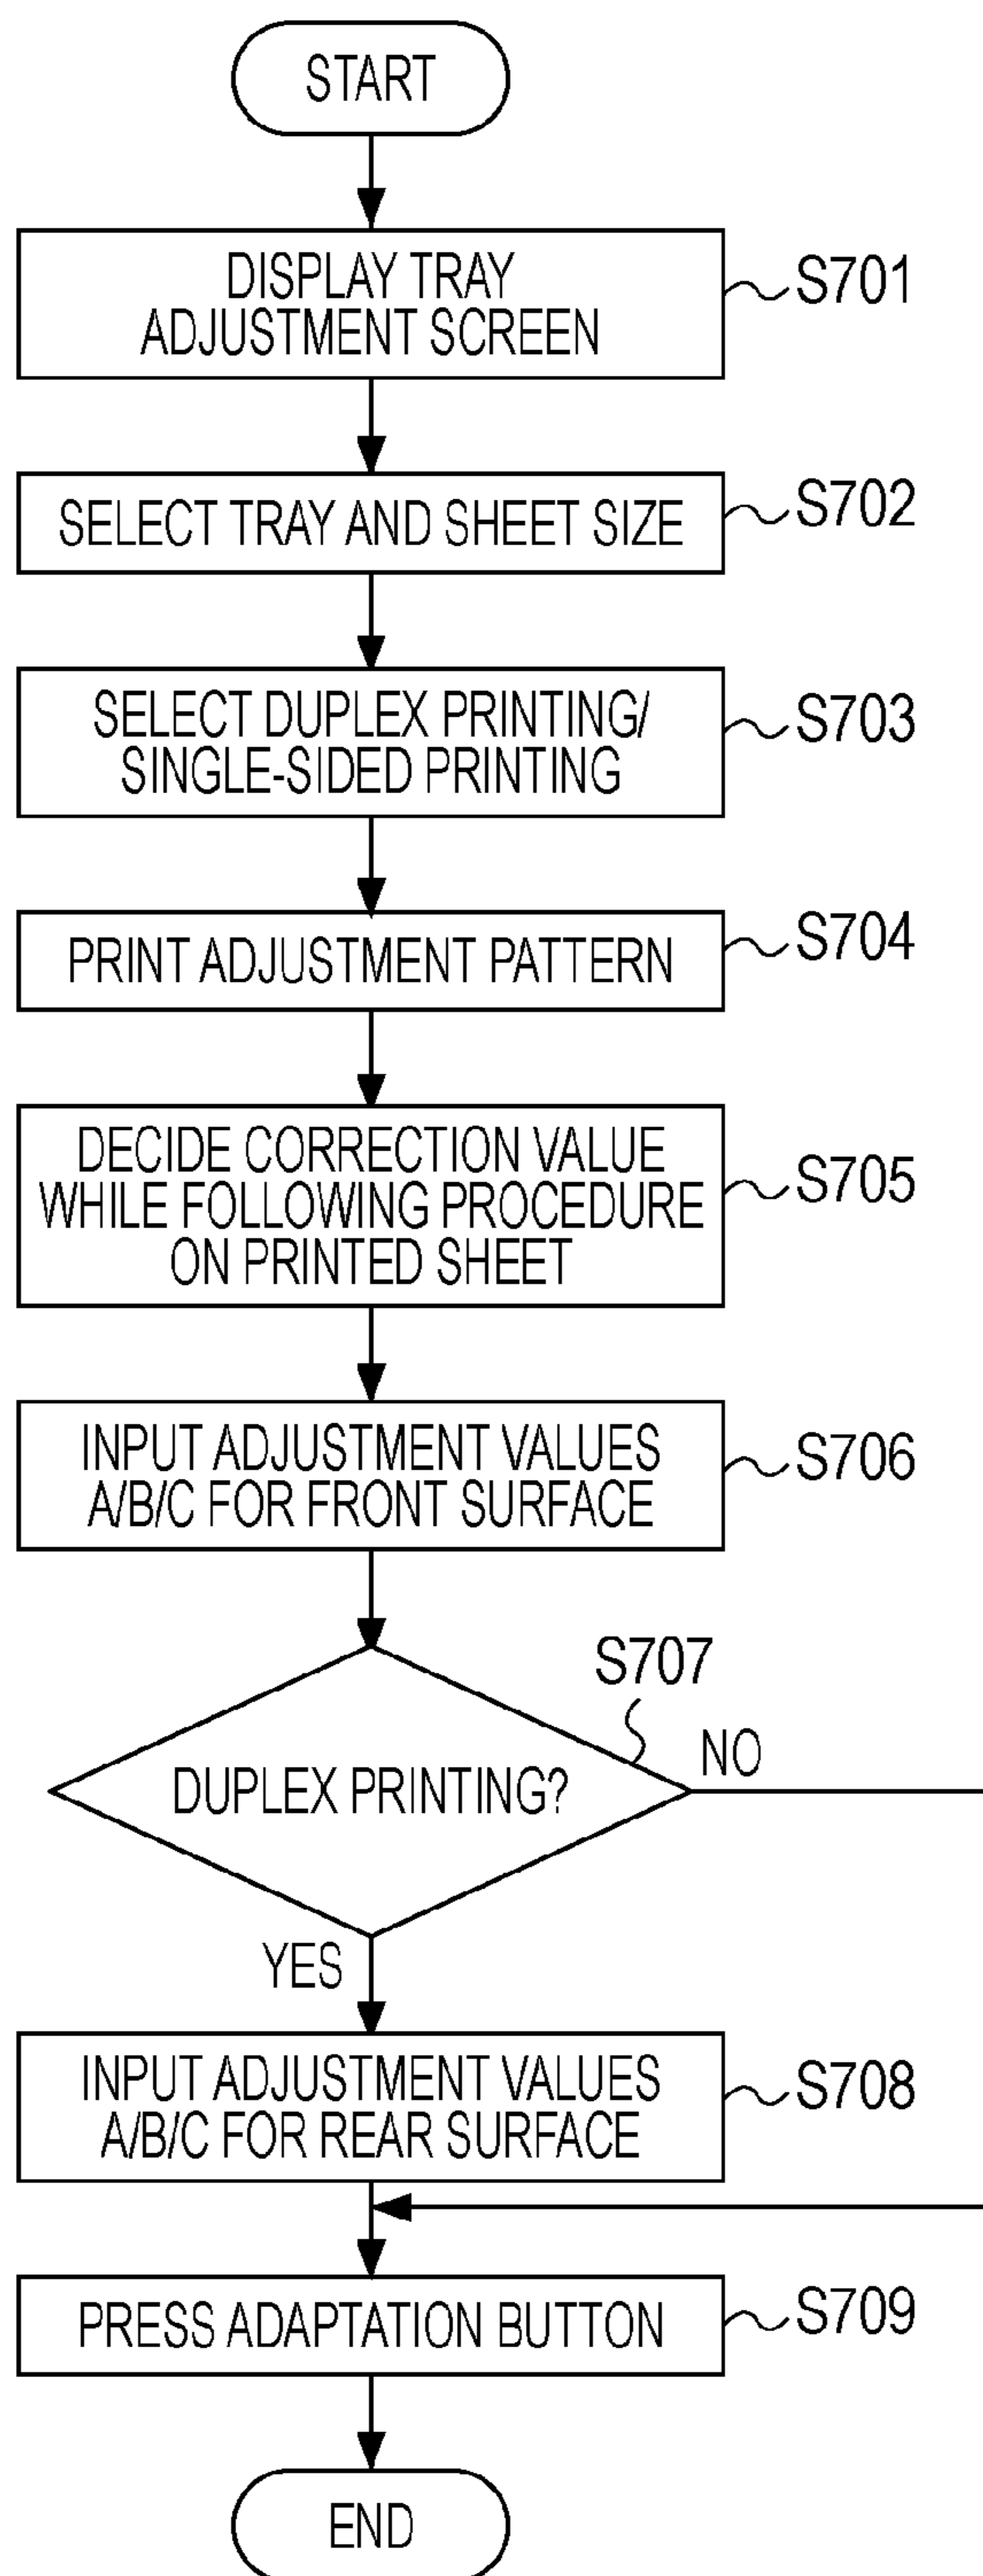 START
DISPLAY TRAY
ADJUSTMENT SCREEN
S701
SELECT TRAY AND SHEET SIZE
S702
SELECT DUPLEX PRINTING/
SINGLE-SIDED PRINTING
S703
PRINT ADJUSTMENT PATTERN
S704
DECIDE CORRECTION VALUE
WHILE FOLLOWING PROCEDURE
ON PRINTED SHEET
S705
INPUT ADJUSTMENT VALUES
A/B/C FOR FRONT SURFACE
S706
S707
DUPLEX PRINTING?
NO
YES
INPUT ADJUSTMENT VALUES
A/B/C FOR REAR SURFACE
S708
PRESS ADAPTATION BUTTON
S709
END